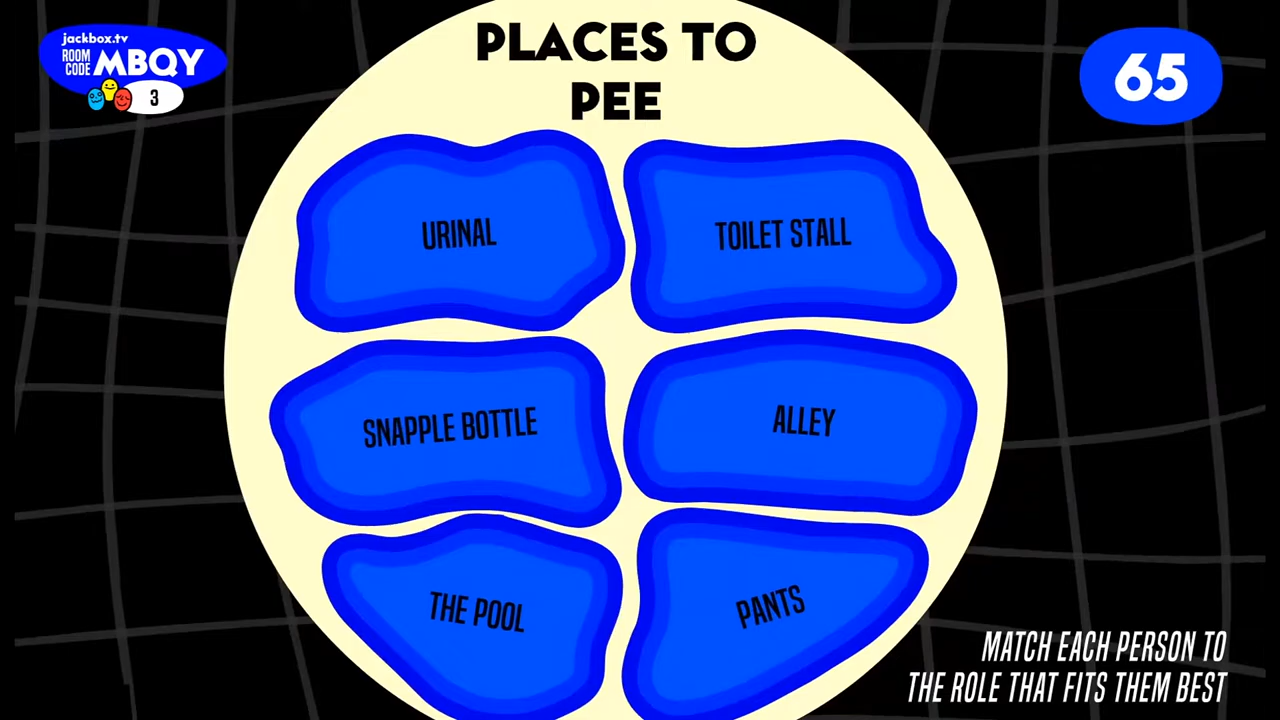 jackbox.tv
ROOM CODE MBQY
3
65
PLACES TO
PEE
URINAL
TOILET STALL
SNAPPLE BOTTLE
ALLEY
THE POOL
PANTS
MATCH EACH PERSON TO
THE ROLE THAT FITS THEM BEST